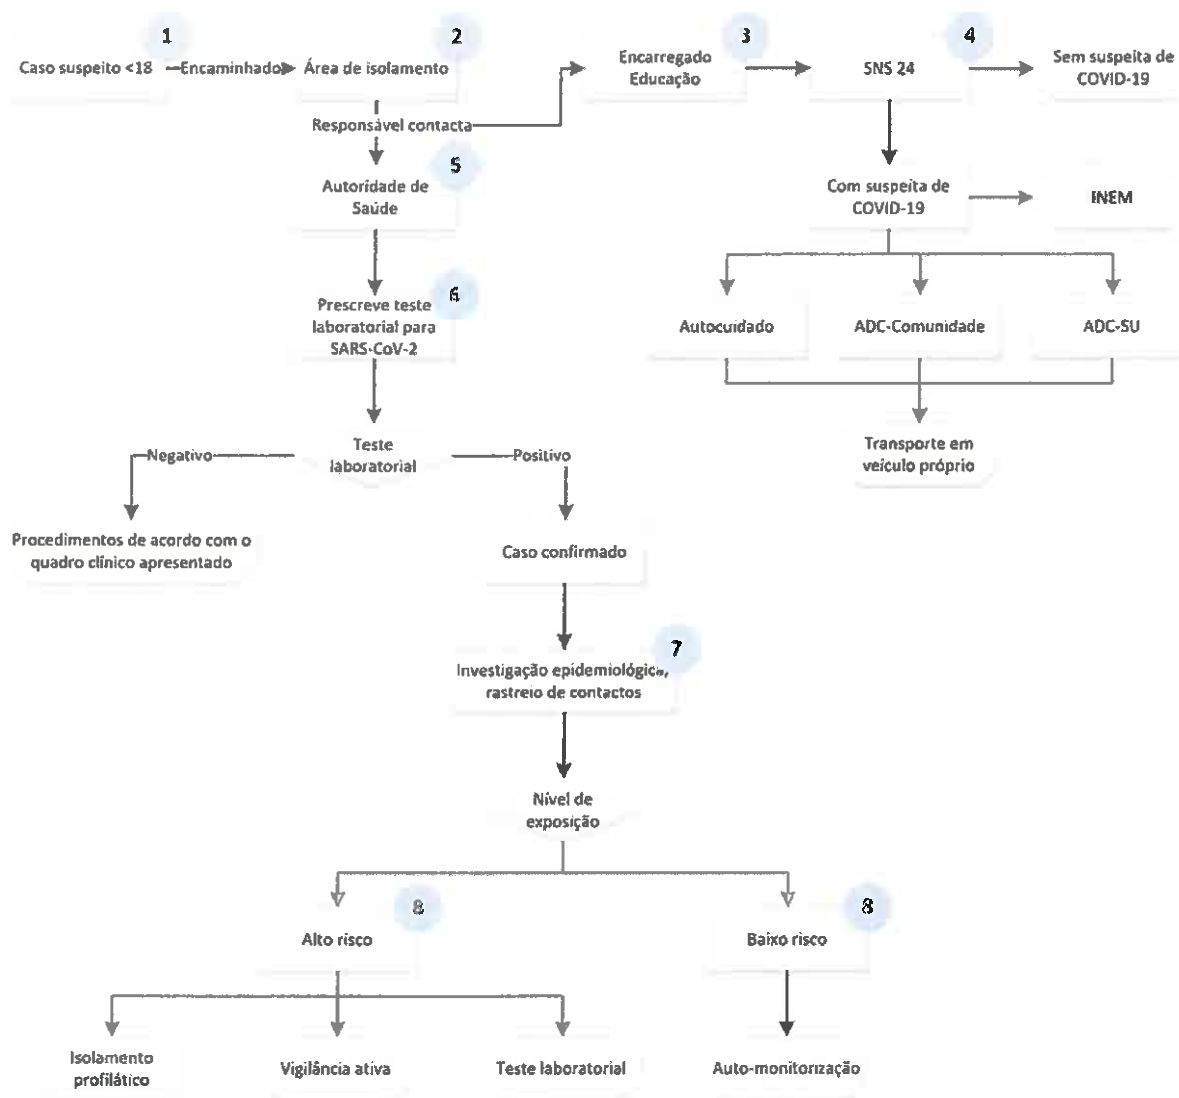 1
Caso suspeito <18
Encaminhado
2
Área de isolamento
3
Encarregado
Educação
4
SNS 24
Sem suspeita de
COVID-19
Responsável contacta
5
Autoridade de
Saúde
Com suspeita de
COVID-19
INEM
6
Prescreve teste
laboratorial para
SARS-CoV-2
Autocuidado
ADC-Comunidade
ADC-SU
Transporte em
veículo próprio
Negativo
Teste
laboratorial
Positivo
Procedimentos de acordo com o
quadro clínico apresentado
Caso confirmado
7
Investigação epidemiológica,
rastreio de contactos
Nível de
exposição
8
Alto risco
8
Baixo risco
Isolamento
profilático
Vigilância ativa
Teste laboratorial
Auto-monitorização